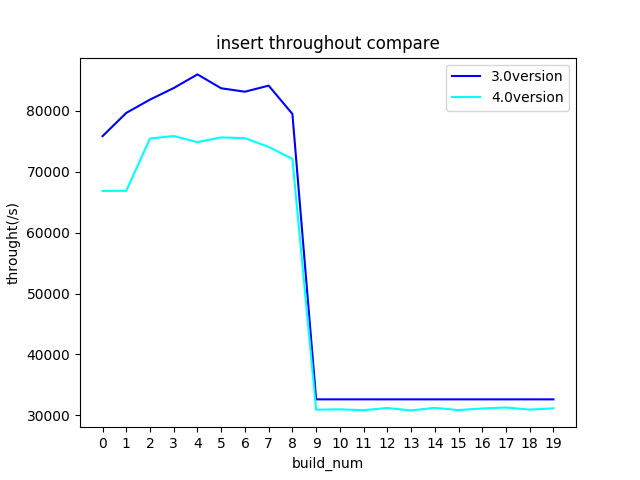 insert throughout compare
3.0version
4.0version
80000
70000
60000
50000
40000
30000
throught(/s)
0 1 2 3 4 5 6 7 8 9 10 11 12 13 14 15 16 17 18 19
build_num